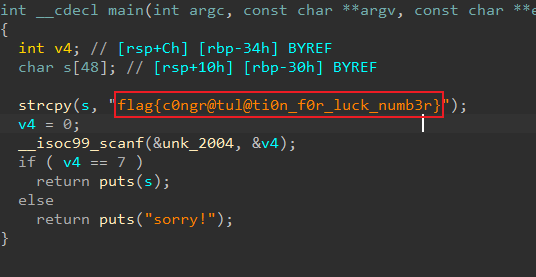 int __cdecl main(int argc, const char **argv, const char **e
{
  int v4; // [rsp+Ch] [rbp-34h] BYREF
  char s[48]; // [rsp+10h] [rbp-30h] BYREF
  strcpy(s, "flag{c0ngr@tul@ti0n_f0r_luck_numb3r}");
  v4 = 0;
  __isoc99_scanf(&unk_2004, &v4);
  if ( v4 == 7 )
    return puts(s);
  else
    return puts("sorry!");
}